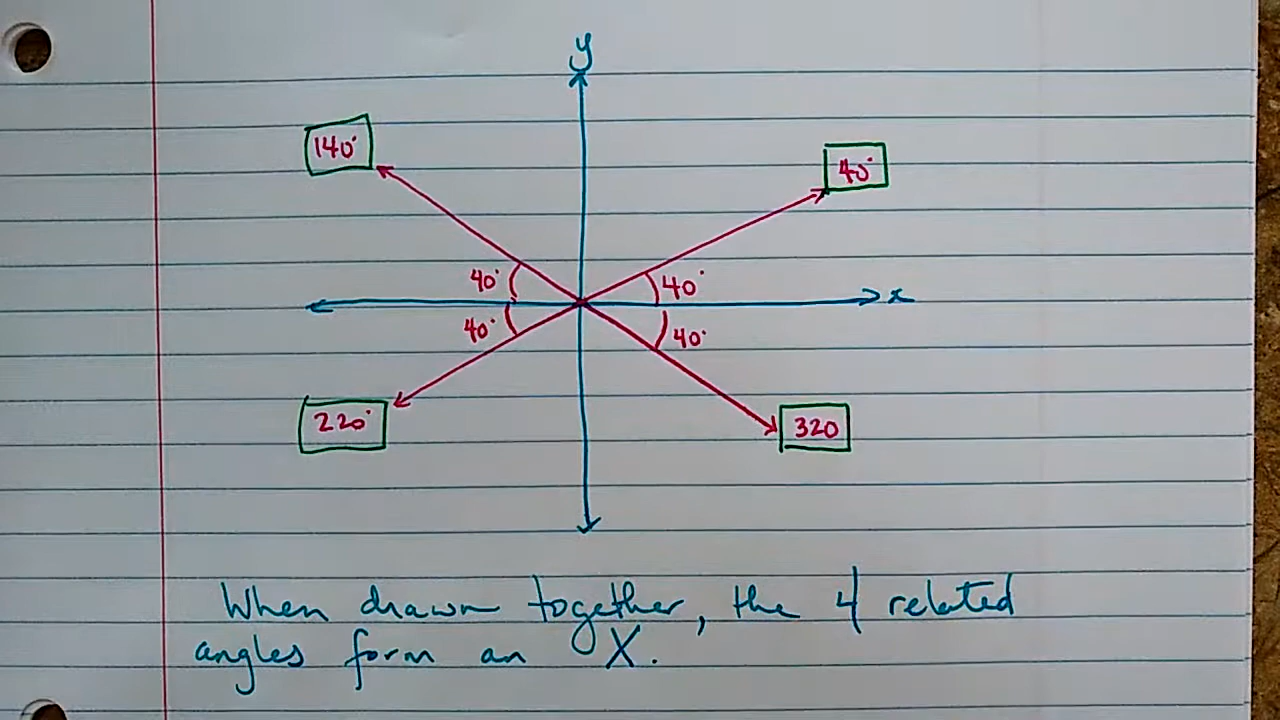 y
140°
40°
40°
40°
x
40°
40°
220°
320
When drawn together, the 4 related
angles form an X.